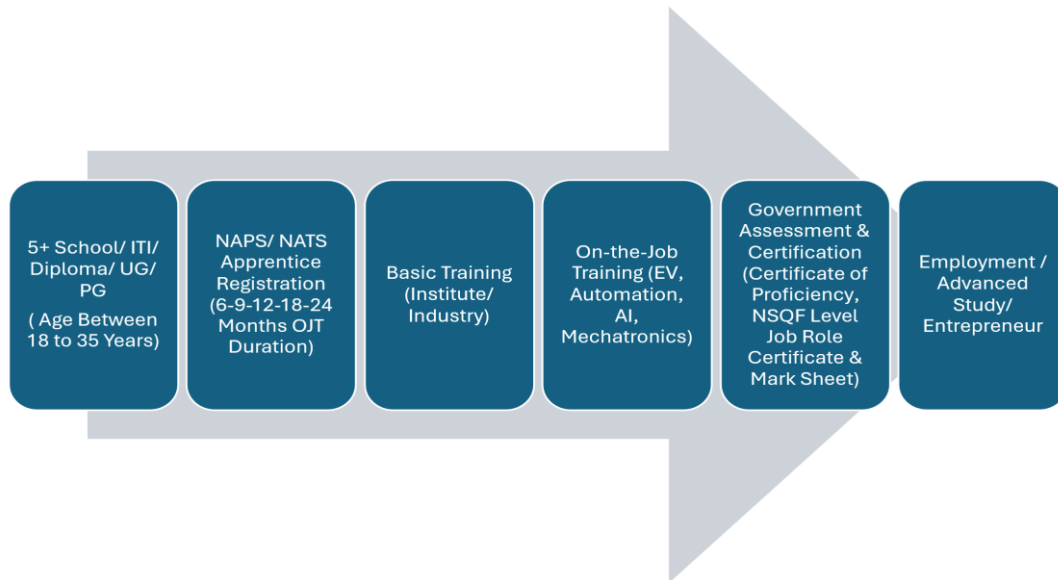 5+ School/ ITI/
Diploma/ UG/
PG
( Age Between
18 to 35 Years)
NAPS/ NATS
Apprentice
Registration
(6-9-12-18-24
Months OJT
Duration)
Basic Training
(Institute/
Industry)
On-the-Job
Training (EV,
Automation,
AI,
Mechatronics)
Government
Assessment &
Certification
(Certificate of
Proficiency,
NSQF Level
Job Role
Certificate &
Mark Sheet)
Employment /
Advanced
Study/
Entrepreneur